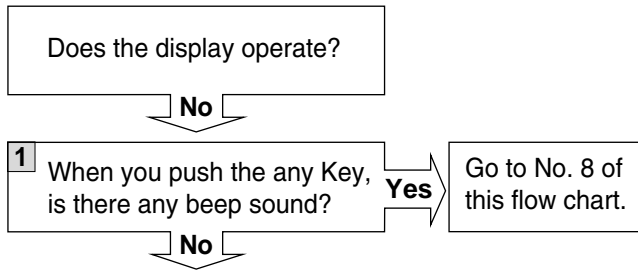 Does the display operate?
No
1
When you push the any Key,
is there any beep sound?
Yes
Go to No. 8 of
this flow chart.
No